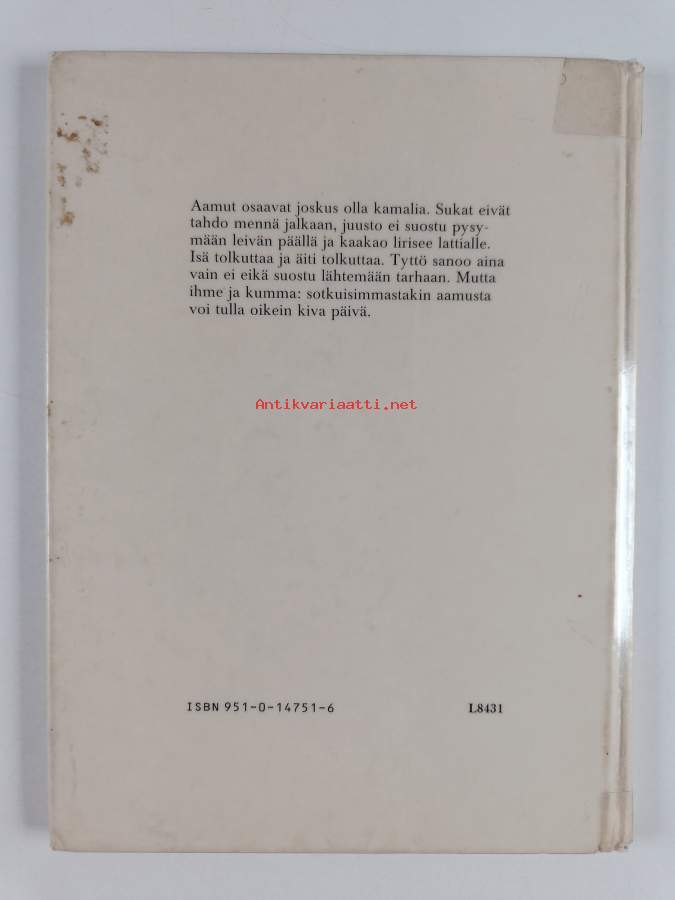 Aamut osaavat joskus olla kamalia. Sukat eivät
tahdo mennä jalkaan, juusto ei suostu pysy-
mään leivän päällä ja kaakao lirisee lattialle.
Isä tolkuttaa ja äiti tolkuttaa. Tyttö sanoo aina
vain ei eikä suostu lähtemään tarhaan. Mutta
ihme ja kumma: sotkuisimmastakin aamusta
voi tulla oikein kiva päivä.
Antikvariaatti.net
ISBN 951-0-14751-6 L8431